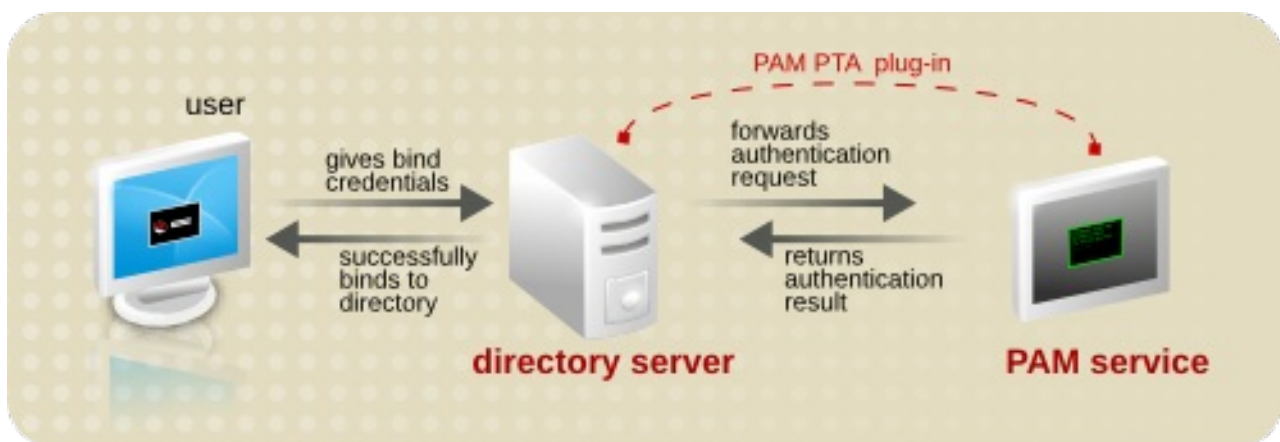 PAM PTA plug-in
user
gives bind
credentials
forwards
authentication
request
successfully
binds to
directory
returns
authentication
result
directory server
PAM service